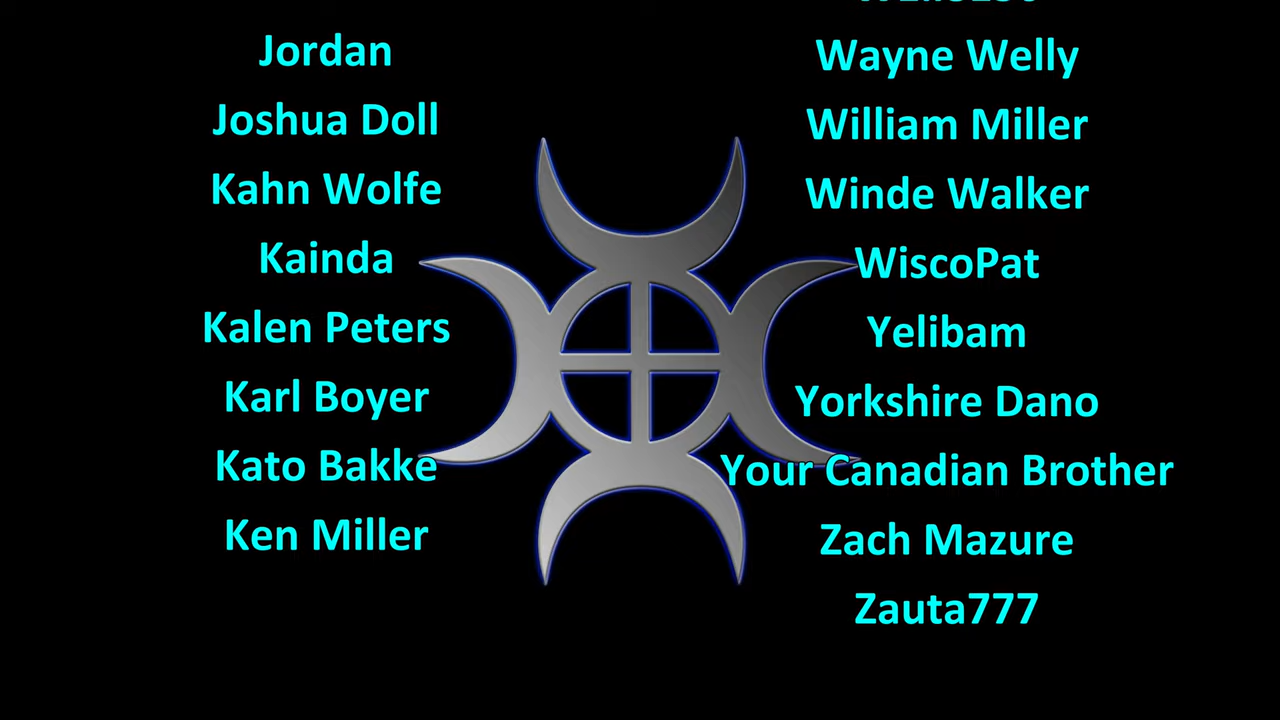 Jordan
Joshua Doll
Kahn Wolfe
Kainda
Kalen Peters
Karl Boyer
Kato Bakke
Ken Miller
Wayne Welly
William Miller
Winde Walker
WiscoPat
Yelibam
Yorkshire Dano
Your Canadian Brother
Zach Mazure
Zauta777